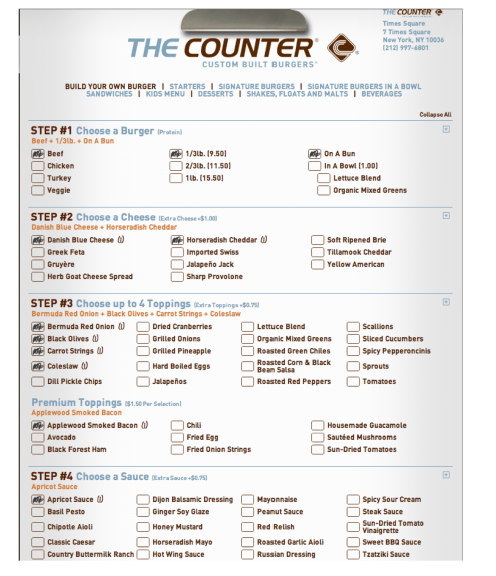 THE COUNTER
Times Square
7 Times Square
New York, NY 10036
(212) 997-6801
THE COUNTER®
CUSTOM BUILT BURGERS
BUILD YOUR OWN BURGER | STARTERS | SIGNATURE BURGERS | SIGNATURE BURGERS IN A BOWL
SANDWICHES | KIDS MENU | DESSERTS | SHAKES, FLOATS AND MALTS | BEVERAGES
Collapse All
STEP #1 Choose a Burger (Protein)
Beef + 1/3lb. + On A Bun
Beef 1/3lb. (9.50) On A Bun
Chicken 2/3lb. (11.50) In A Bowl (1.00)
Turkey 1lb. (15.50) Lettuce Blend
Veggie Organic Mixed Greens
STEP #2 Choose a Cheese (Extra Cheese +$1.00)
Danish Blue Cheese + Horseradish Cheddar
Danish Blue Cheese (1) Horseradish Cheddar (1) Soft Ripened Brie
Greek Feta Imported Swiss Tillamook Cheddar
Gruyère Jalapeño Jack Yellow American
Herb Goat Cheese Spread Sharp Provolone
STEP #3 Choose up to 4 Toppings (Extra Toppings +$0.75)
Bermuda Red Onion + Black Olives + Carrot Strings + Coleslaw
Bermuda Red Onion (1) Dried Cranberries Lettuce Blend Scallions
Black Olives (1) Grilled Onions Organic Mixed Greens Sliced Cucumbers
Carrot Strings (1) Grilled Pineapple Roasted Green Chiles Spicy Pepperoncinis
Coleslaw (1) Hard Boiled Eggs Roasted Corn & Black Bean Salsa Sprouts
Dill Pickle Chips Jalapeños Roasted Red Peppers Tomatoes
Premium Toppings ($1.50 Per Selection)
Applewood Smoked Bacon
Applewood Smoked Bacon (1) Chili Housemade Guacamole
Avocado Fried Egg Sautéed Mushrooms
Black Forest Ham Fried Onion Strings Sun-Dried Tomatoes
STEP #4 Choose a Sauce (Extra Sauce +$0.75)
Apricot Sauce
Apricot Sauce (1) Dijon Balsamic Dressing Mayonnaise Spicy Sour Cream
Basil Pesto Ginger Soy Glaze Peanut Sauce Steak Sauce
Chipotle Aioli Honey Mustard Red Relish Sun-Dried Tomato Vinaigrette
Classic Caesar Horseradish Mayo Roasted Garlic Aioli Sweet BBQ Sauce
Country Buttermilk Ranch Hot Wing Sauce Russian Dressing Tzatziki Sauce